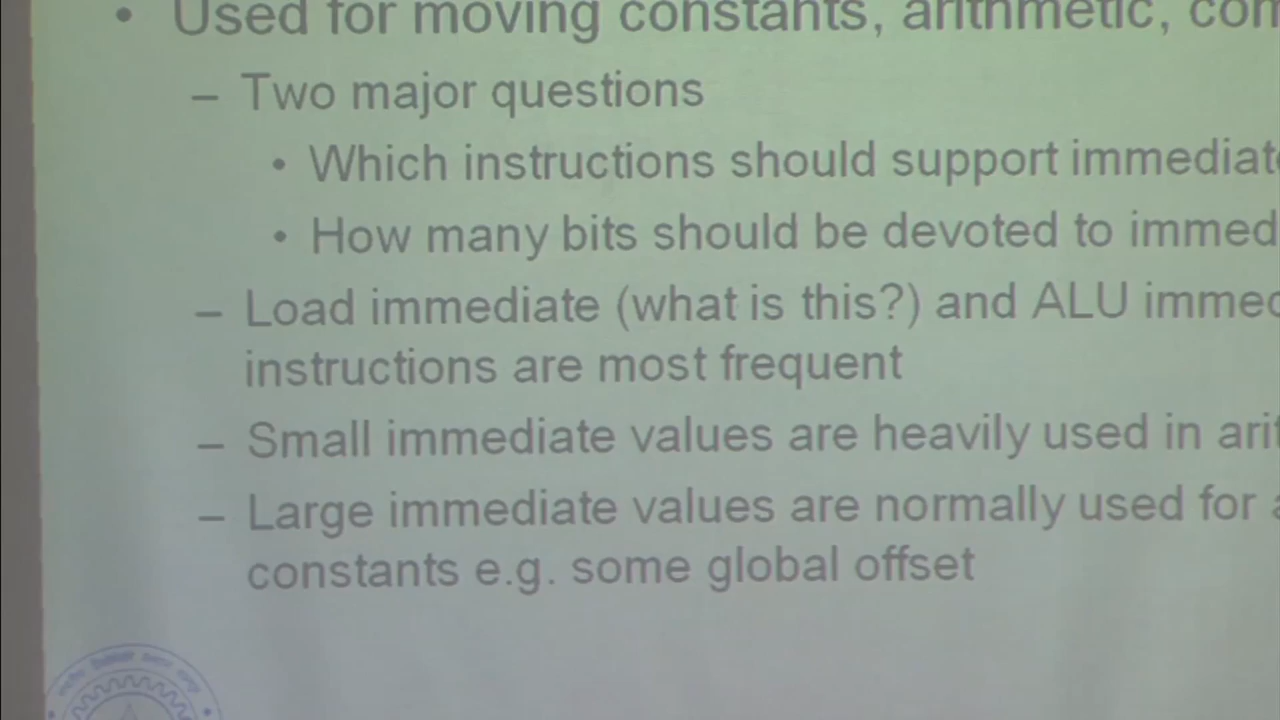 • Used for moving constants, arithmetic,
– Two major questions
• Which instructions should support
• How many bits should be devoted to
– Load immediate (what is this?) and ALU
instructions are most frequent
– Small immediate values are heavily used in
– Large immediate values are normally used for
constants e.g. some global offset